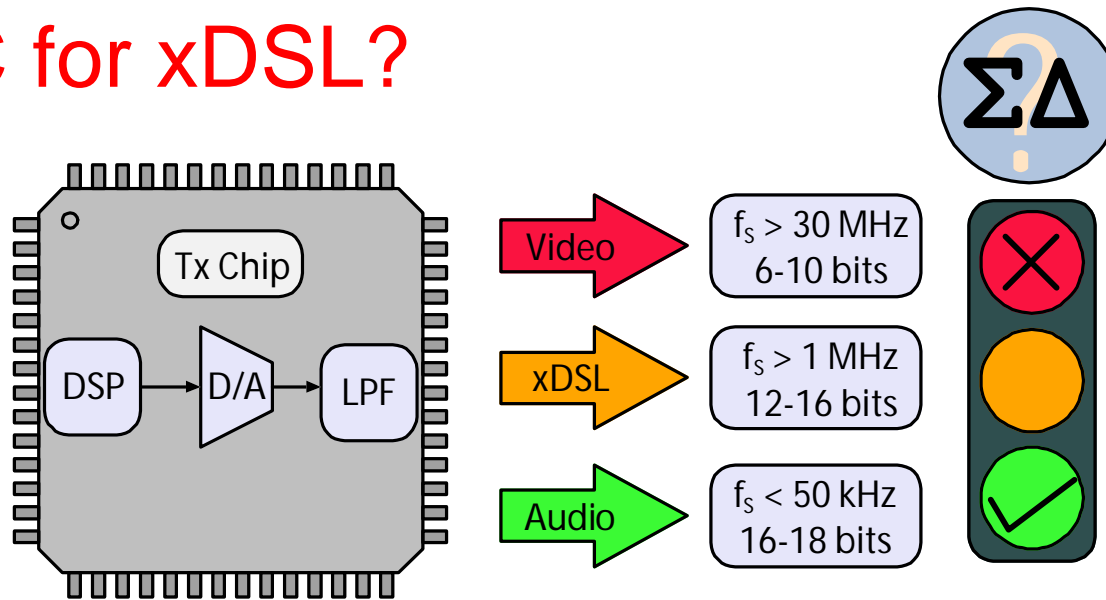 for xDSL?
ΣΔ
?
Tx Chip
DSP
D/A
LPF
Video
fS > 30 MHz
6-10 bits
xDSL
fS > 1 MHz
12-16 bits
Audio
fS < 50 kHz
16-18 bits